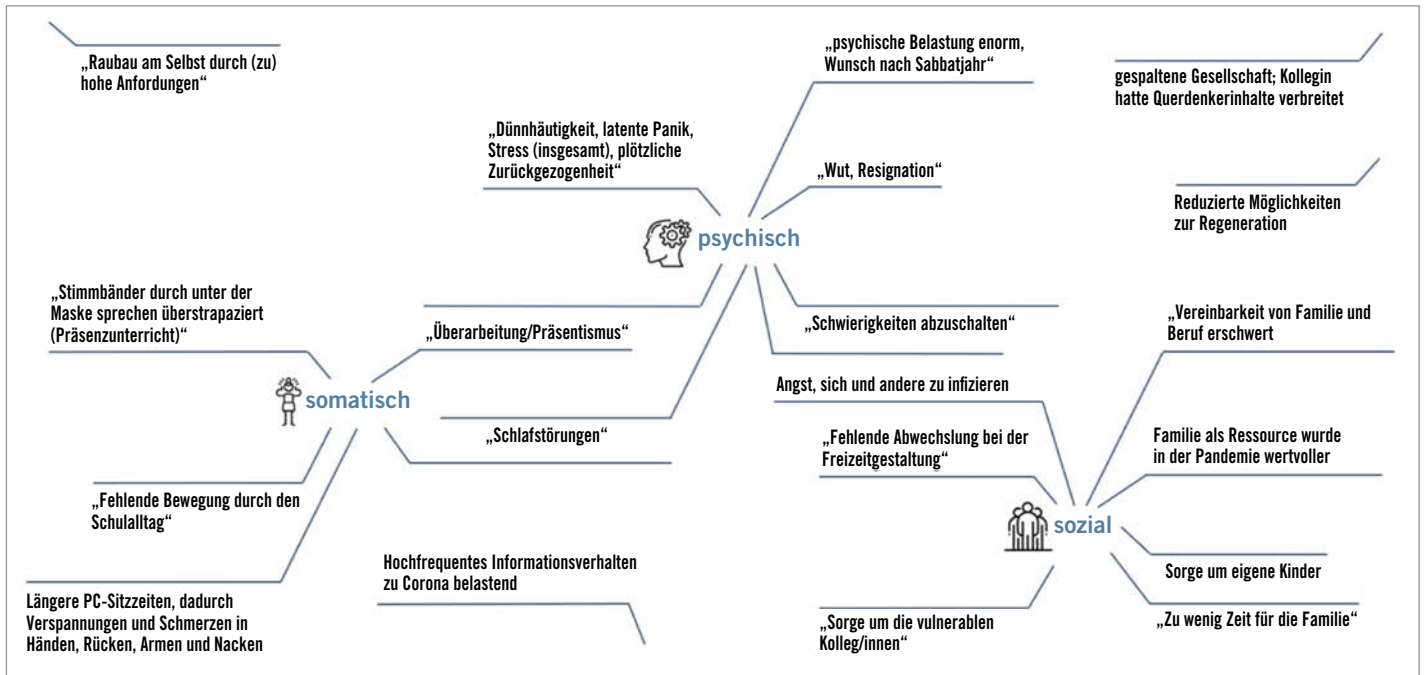 „Raubau am Selbst durch (zu)
hohe Anfordungen“
„psychische Belastung enorm,
Wunsch nach Sabbatjahr“
gespaltene Gesellschaft; Kollegin
hatte Querdenkerinhalte verbreitet
„Dünnhäutigkeit, latente Panik,
Stress (insgesamt), plötzliche
Zurückgezogenheit“
„Wut, Resignation“
Reduzierte Möglichkeiten
zur Regeneration
psychisch
„Stimmbänder durch unter der
Maske sprechen überstrapaziert
(Präsenzunterricht)“
„Überarbeitung/Präsentismus“
„Schwierigkeiten abzuschalten“
„Vereinbarkeit von Familie und
Beruf erschwert
somatisch
Angst, sich und andere zu infizieren
„Schlafstörungen“
„Fehlende Abwechslung bei der
Freizeitgestaltung“
Familie als Ressource wurde
in der Pandemie wertvoller
„Fehlende Bewegung durch den
Schulalltag“
sozial
Hochfrequentes Informationsverhalten
zu Corona belastend
Sorge um eigene Kinder
Längere PC-Sitzzeiten, dadurch
Verspannungen und Schmerzen in
Händen, Rücken, Armen und Nacken
„Sorge um die vulnerablen
Kolleg/innen“
„Zu wenig Zeit für die Familie“